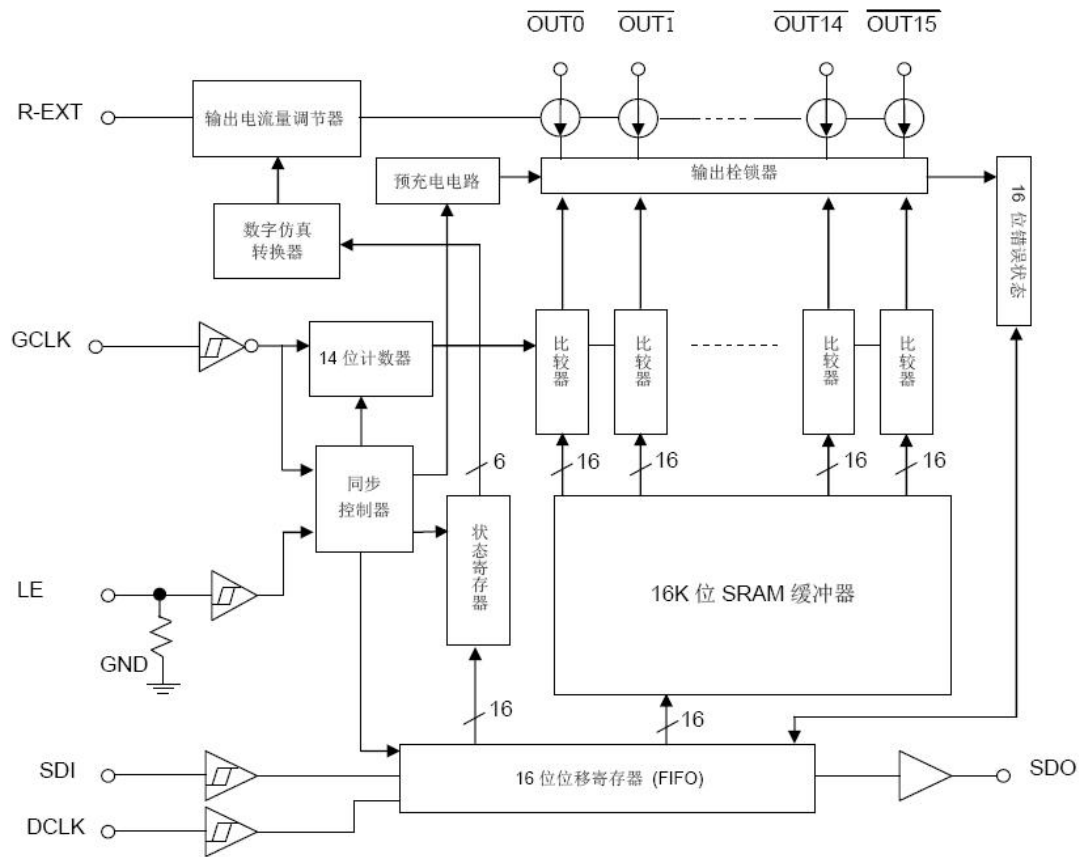 OUT0 OUT1 OUT14 OUT15
R-EXT
输出电流量调节器
预充电电路
输出栓锁器
16 位错误状态
数字仿真
转换器
GCLK
14 位计数器
比较器
比较器
比较器
比较器
6
16
16
16
16
同步
控制器
状态寄存器
16K 位 SRAM 缓冲器
LE
GND
16
16
SDI
16 位位移寄存器 (FIFO)
SDO
DCLK